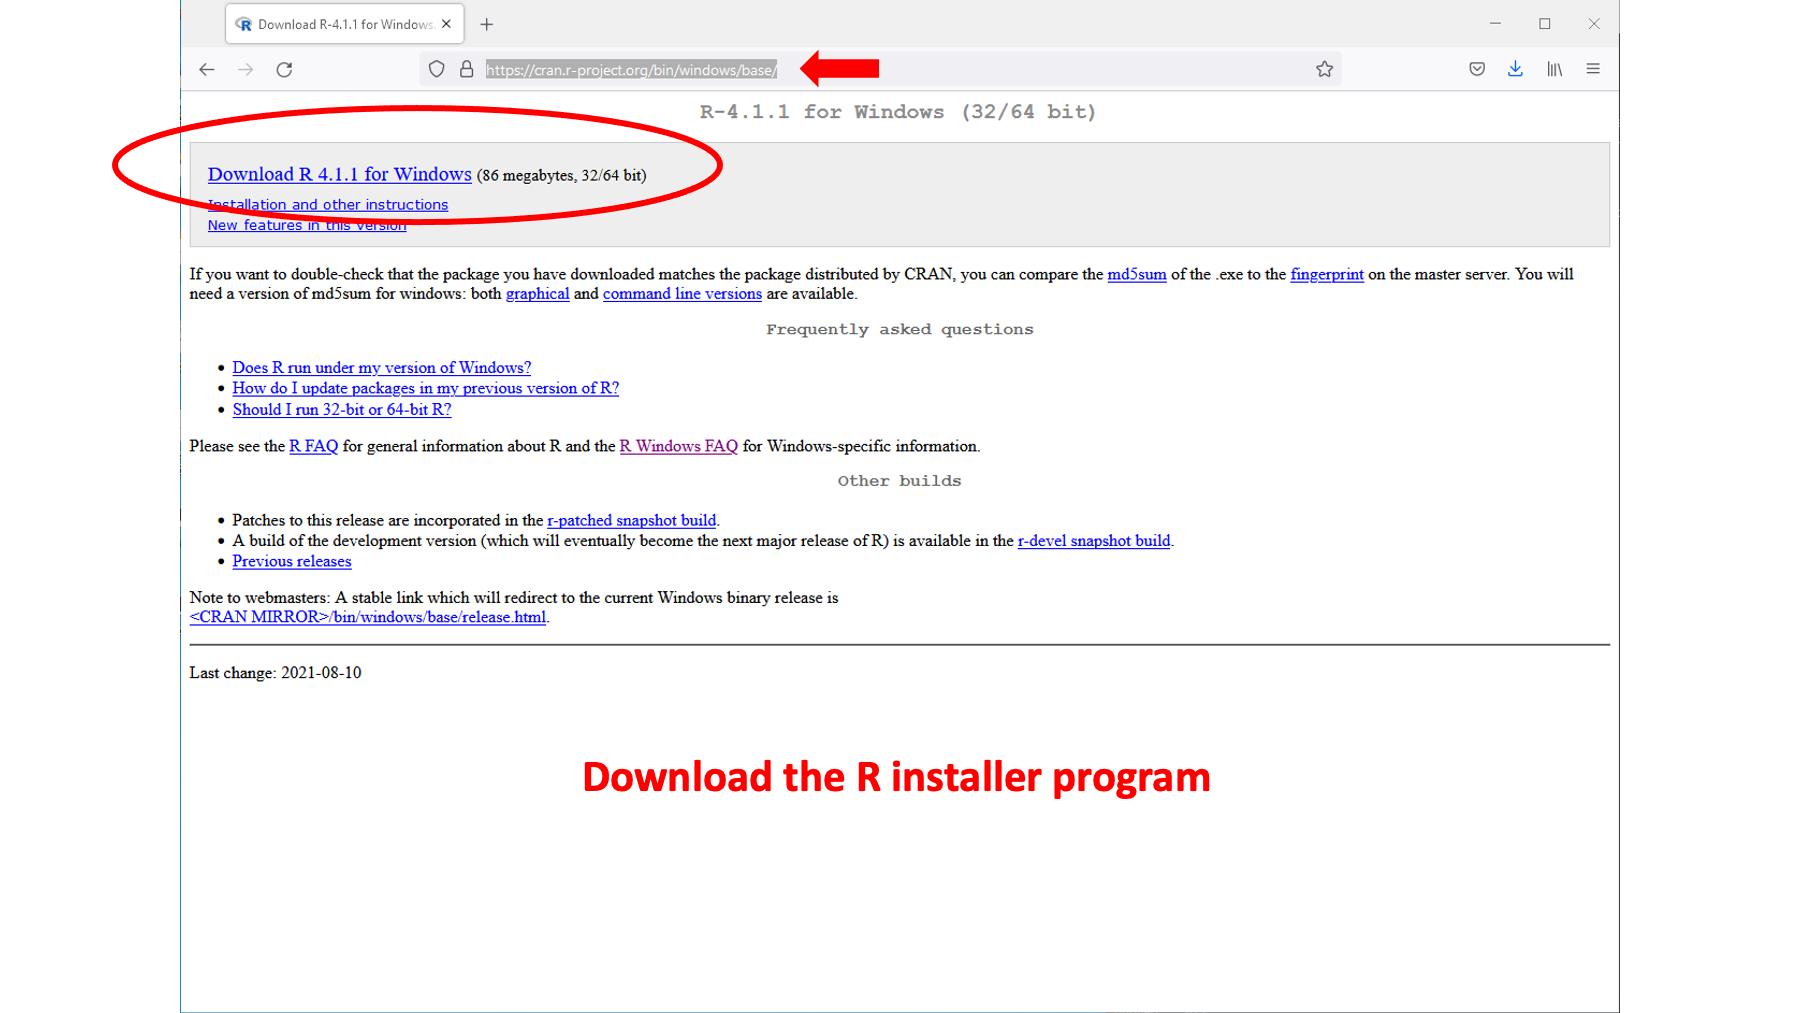 Download R-4.1.1 for Windows.
https://cran.r-project.org/bin/windows/base/
R-4.1.1 for Windows (32/64 bit)
Download R 4.1.1 for Windows (86 megabytes, 32/64 bit)
Installation and other instructions
New features in this version
If you want to double-check that the package you have downloaded matches the package distributed by CRAN, you can compare the md5sum of the .exe to the fingerprint on the master server. You will
need a version of md5sum for windows: both graphical and command line versions are available.
Frequently asked questions
• Does R run under my version of Windows?
• How do I update packages in my previous version of R?
• Should I run 32-bit or 64-bit R?
Please see the R FAQ for general information about R and the R Windows FAQ for Windows-specific information.
Other builds
• Patches to this release are incorporated in the r-patched snapshot build.
• A build of the development version (which will eventually become the next major release of R) is available in the r-devel snapshot build.
• Previous releases
Note to webmasters: A stable link which will redirect to the current Windows binary release is
<CRAN MIRROR>/bin/windows/base/release.html.
Last change: 2021-08-10
Download the R installer program